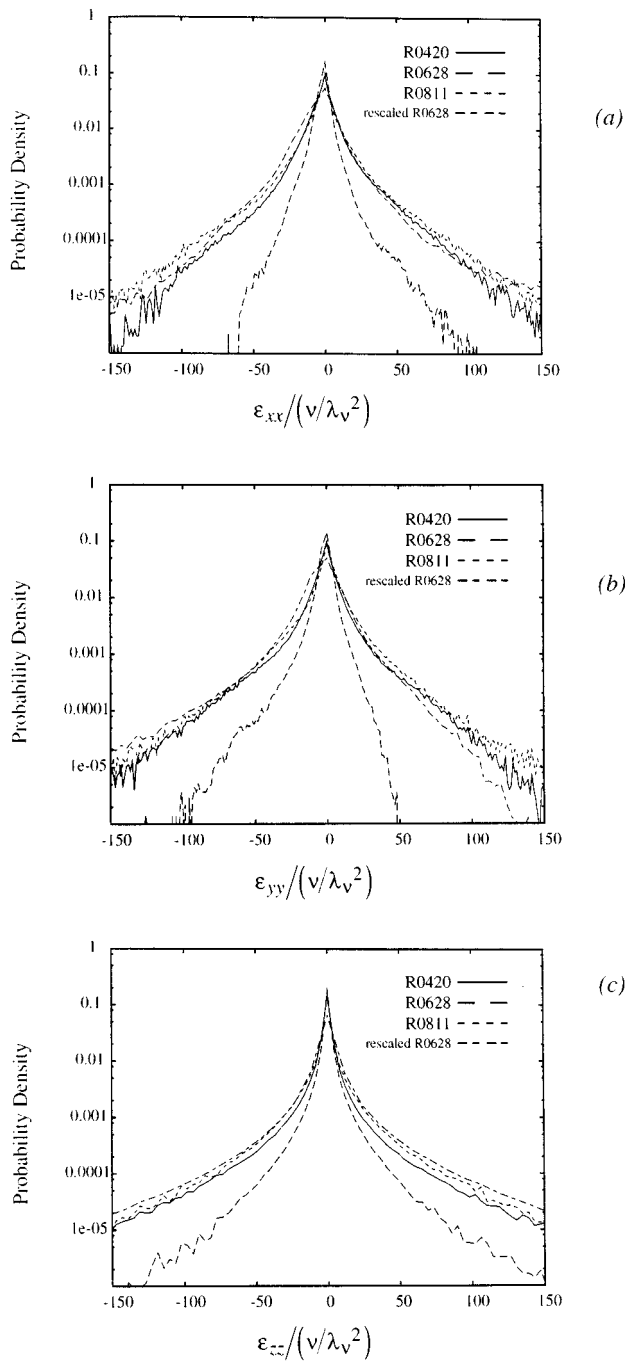 1
0.1
0.01
0.001
0.0001
1e-05
Probability Density
R0420
R0628
R0811
rescaled R0628
(a)
-150 -100 -50 0 50 100 150
εxx/(ν/λν²)
1
0.1
0.01
0.001
0.0001
1e-05
Probability Density
R0420
R0628
R0811
rescaled R0628
(b)
-150 -100 -50 0 50 100 150
εyy/(ν/λν²)
1
0.1
0.01
0.001
0.0001
1e-05
Probability Density
R0420
R0628
R0811
rescaled R0628
(c)
-150 -100 -50 0 50 100 150
εzz/(ν/λν²)